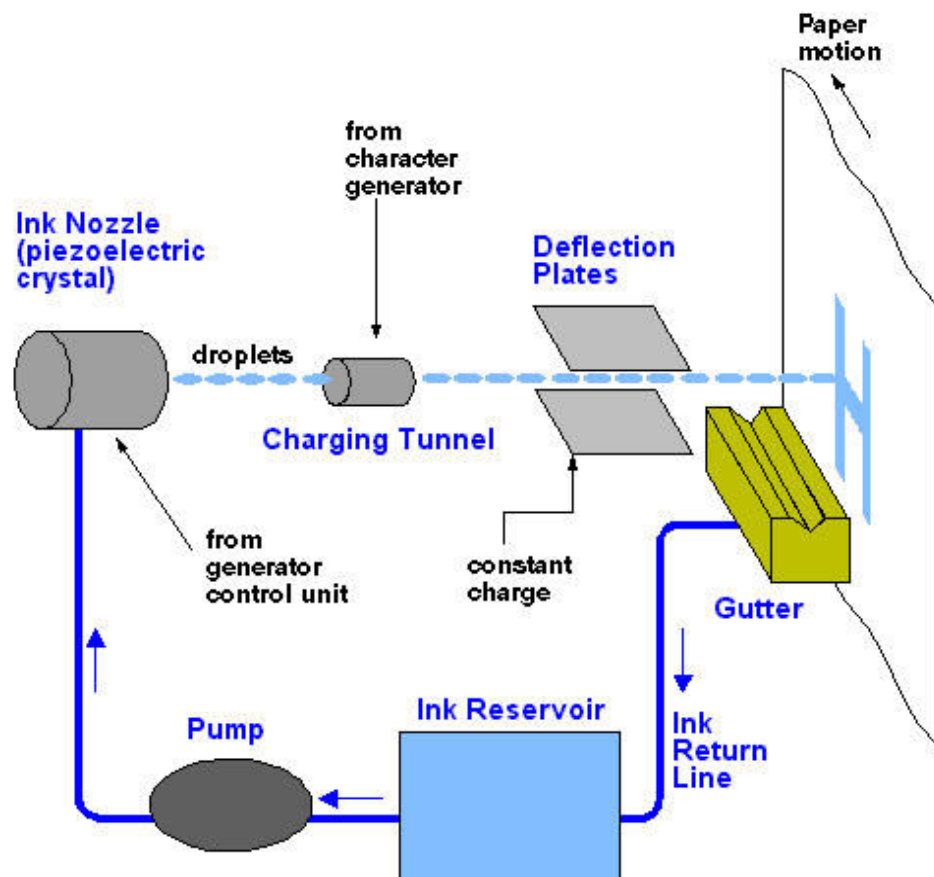 Paper
motion
from
character
generator
Ink Nozzle
(piezoelectric
crystal)
Deflection
Plates
droplets
Charging Tunnel
from
generator
control unit
constant
charge
Gutter
Pump
Ink Reservoir
Ink
Return
Line